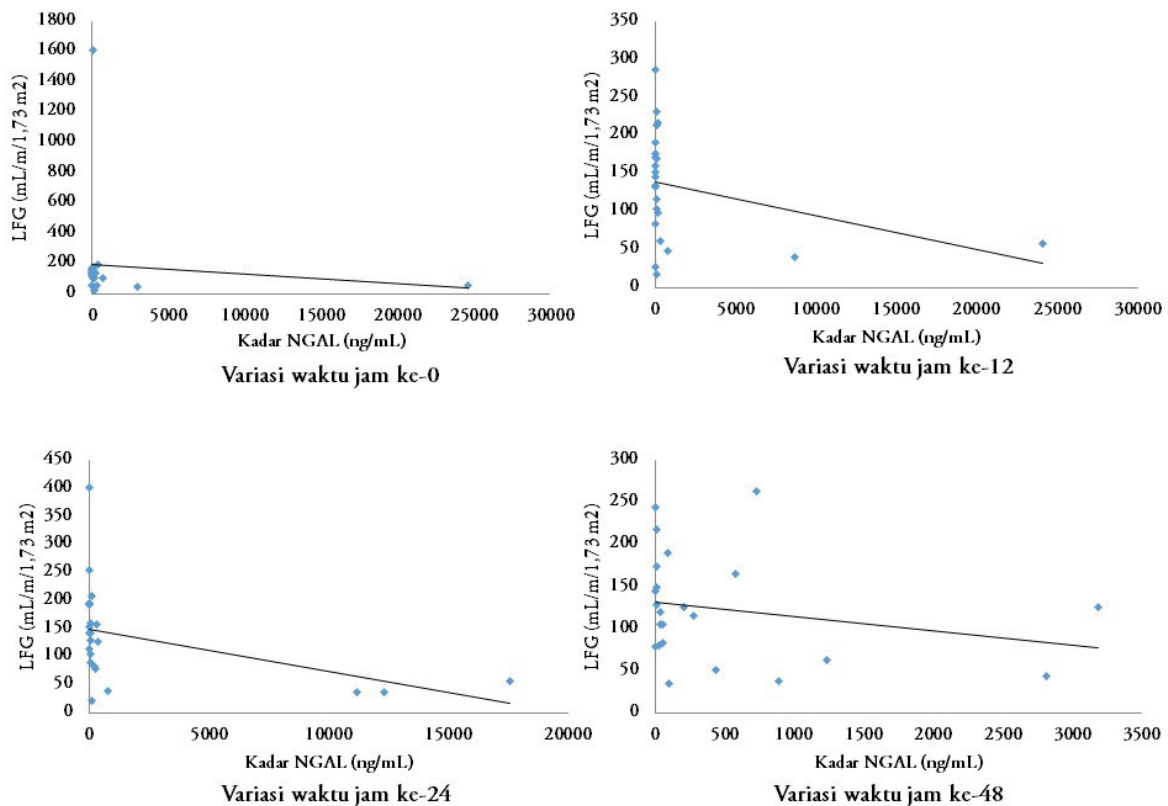 1800
1600
1400
1200
1000
800
600
400
200
0
LFG (mL/m/1,73 m2)
0 5000 10000 15000 20000 25000 30000
Kadar NGAL (ng/mL)
Variasi waktu jam ke-0
350
300
250
200
150
100
50
0
LFG (mL/m/1,73 m2)
0 5000 10000 15000 20000 25000 30000
Kadar NGAL (ng/mL)
Variasi waktu jam ke-12
450
400
350
300
250
200
150
100
50
0
LFG (mL/m/1,73 m2)
0 5000 10000 15000 20000
Kadar NGAL (ng/mL)
Variasi waktu jam ke-24
300
250
200
150
100
50
0
LFG (mL/m/1,73 m2)
0 500 1000 1500 2000 2500 3000 3500
Kadar NGAL (ng/mL)
Variasi waktu jam ke-48